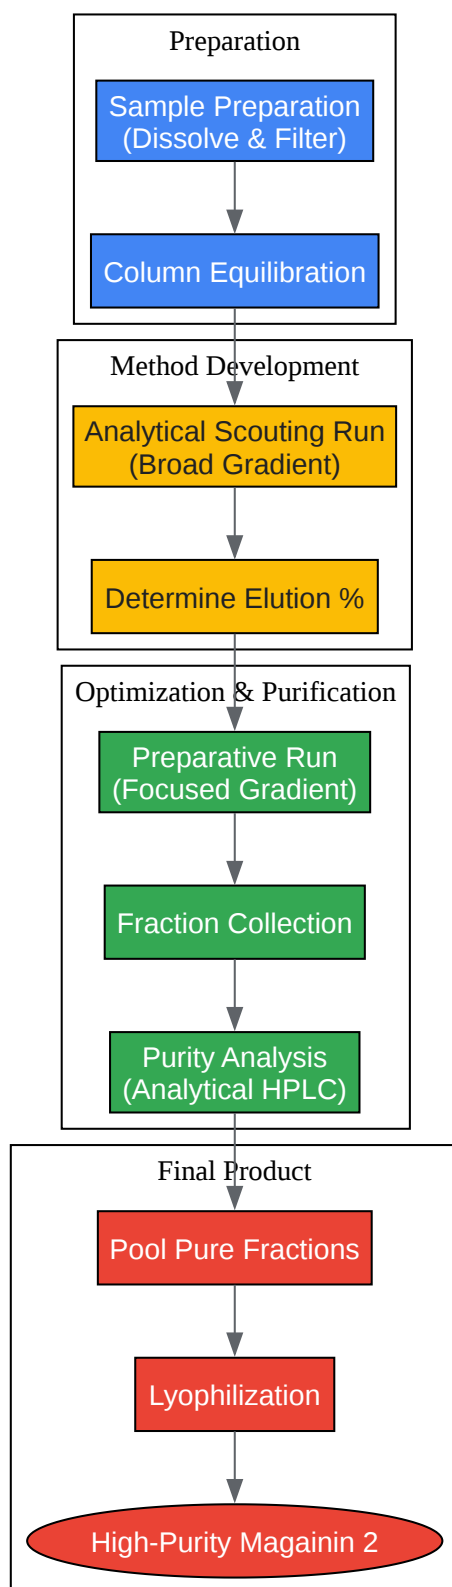 Preparation
Sample Preparation
(Dissolve & Filter)
Column Equilibration
Method Development
Analytical Scouting Run
(Broad Gradient)
Determine Elution %
Optimization & Purification
Preparative Run
(Focused Gradient)
Fraction Collection
Purity Analysis
(Analytical HPLC)
Final Product
Pool Pure Fractions
Lyophilization
High-Purity Magainin 2